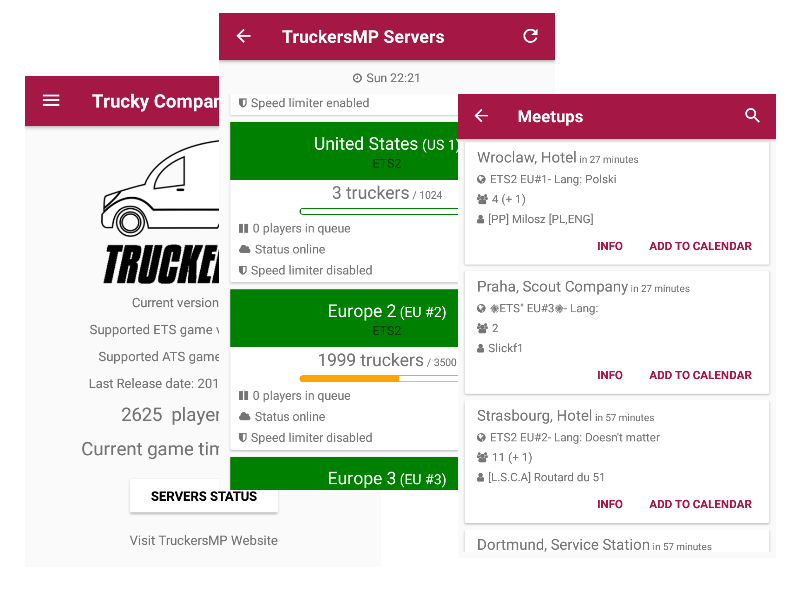 Trucky Compan
TRUCKE
Current version
Supported ETS game v
Supported ATS game
Last Release date: 201
2625 player
Current game tim
SERVERS STATUS
Visit TruckersMP Website
TruckersMP Servers
Sun 22:21
Speed limiter enabled
United States (US 1)
ETS2
3 truckers / 1024
0 players in queue
Status online
Speed limiter disabled
Europe 2 (EU #2)
ETS2
1999 truckers / 3500
0 players in queue
Status online
Speed limiter disabled
Europe 3 (EU #3)
Meetups
Wroclaw, Hotel in 27 minutes
ETS2 EU#1- Lang: Polski
4 (+ 1)
[PP] Milosz [PL,ENG]
INFO ADD TO CALENDAR
Praha, Scout Company in 27 minutes
◉ETS" EU#3◉- Lang:
2
Slickf1
INFO ADD TO CALENDAR
Strasbourg, Hotel in 57 minutes
ETS2 EU#2- Lang: Doesn't matter
11 (+ 1)
[L.S.C.A] Routard du 51
INFO ADD TO CALENDAR
Dortmund, Service Station in 57 minutes